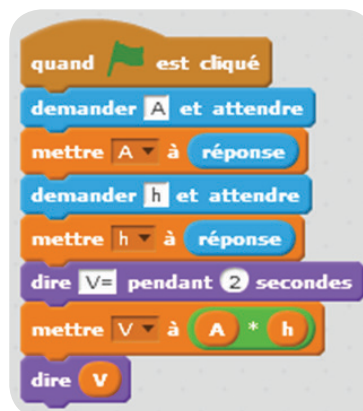 quand est cliqué
demander A et attendre
mettre A à réponse
demander h et attendre
mettre h à réponse
dire V= pendant 2 secondes
mettre V à A * h
dire V